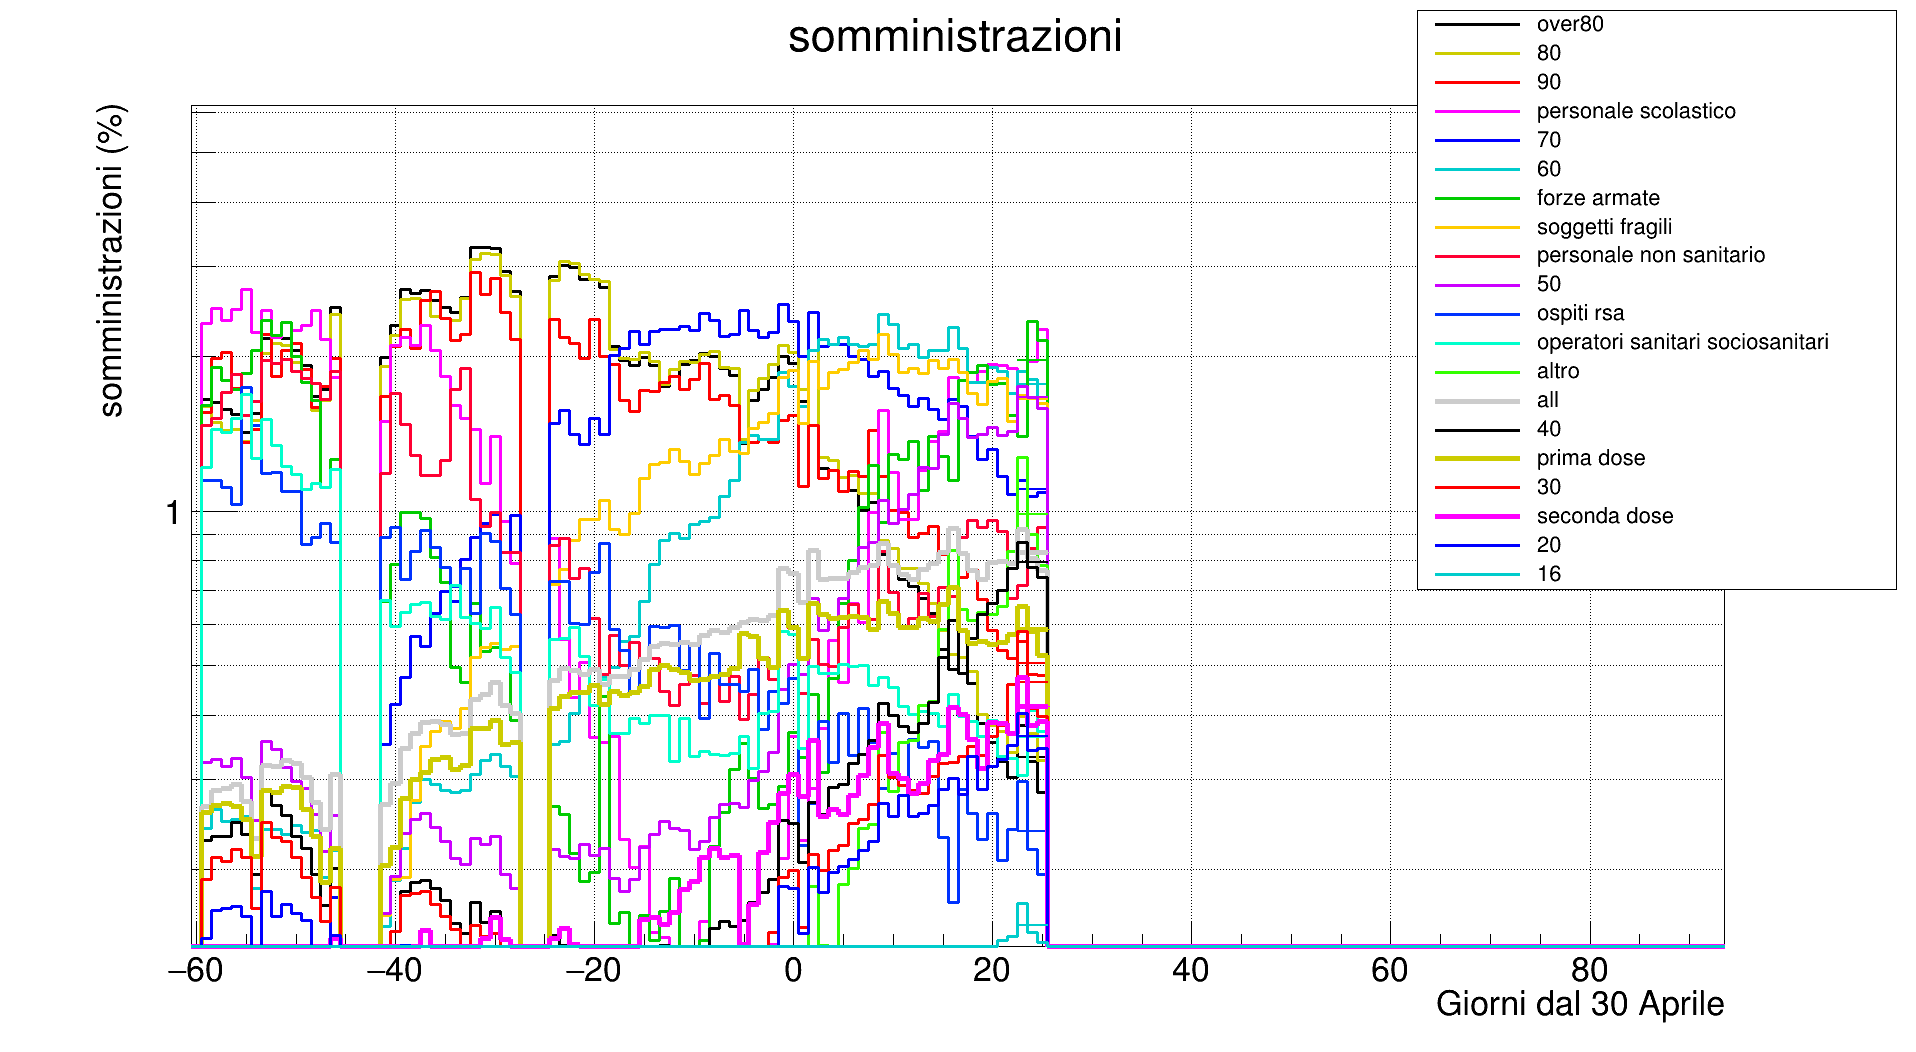 somministrazioni
somministrazioni (%)
1
−60 −40 −20 0 20 40 60 80
Giorni dal 30 Aprile
over80
80
90
personale scolastico
70
60
forze armate
soggetti fragili
personale non sanitario
50
ospiti rsa
operatori sanitari sociosanitari
altro
all
40
prima dose
30
seconda dose
20
16